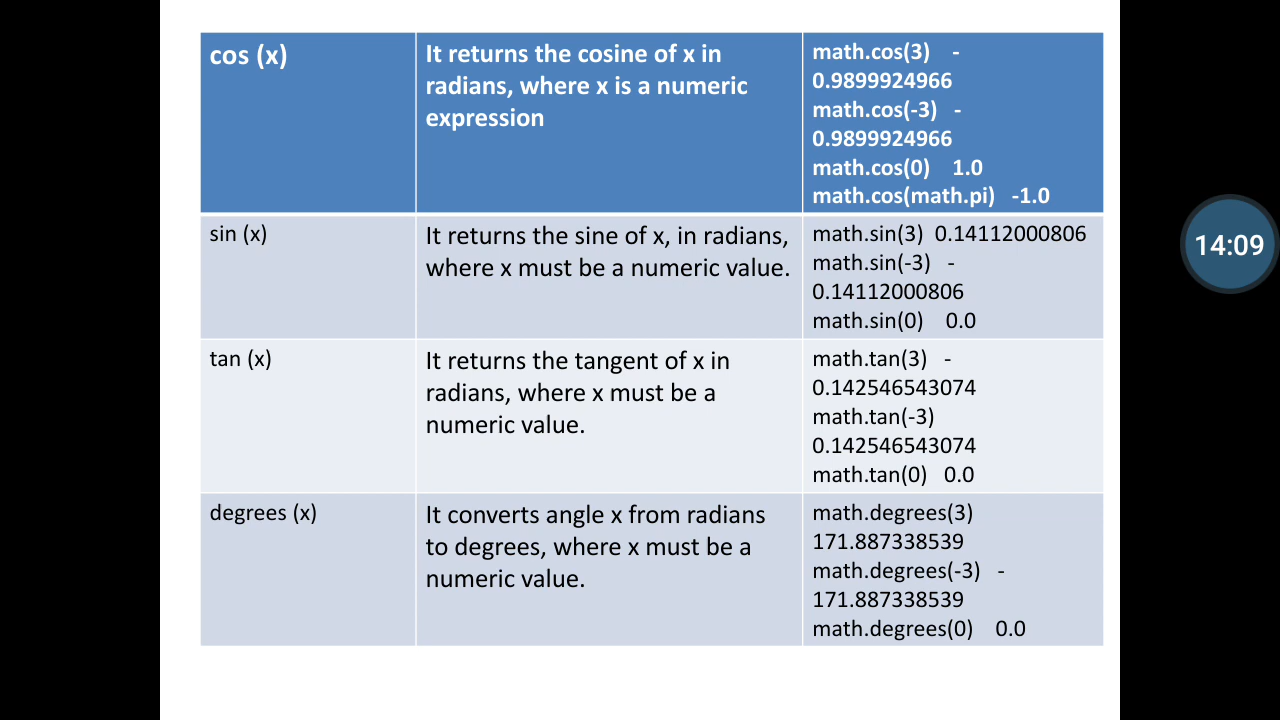 cos (x)
It returns the cosine of x in
radians, where x is a numeric
expression
math.cos(3) -
0.9899924966
math.cos(-3) -
0.9899924966
math.cos(0) 1.0
math.cos(math.pi) -1.0
sin (x)
It returns the sine of x, in radians,
where x must be a numeric value.
math.sin(3) 0.14112000806
math.sin(-3) -
0.14112000806
math.sin(0) 0.0
tan (x)
It returns the tangent of x in
radians, where x must be a
numeric value.
math.tan(3) -
0.142546543074
math.tan(-3)
0.142546543074
math.tan(0) 0.0
degrees (x)
It converts angle x from radians
to degrees, where x must be a
numeric value.
math.degrees(3)
171.887338539
math.degrees(-3) -
171.887338539
math.degrees(0) 0.0
14:09